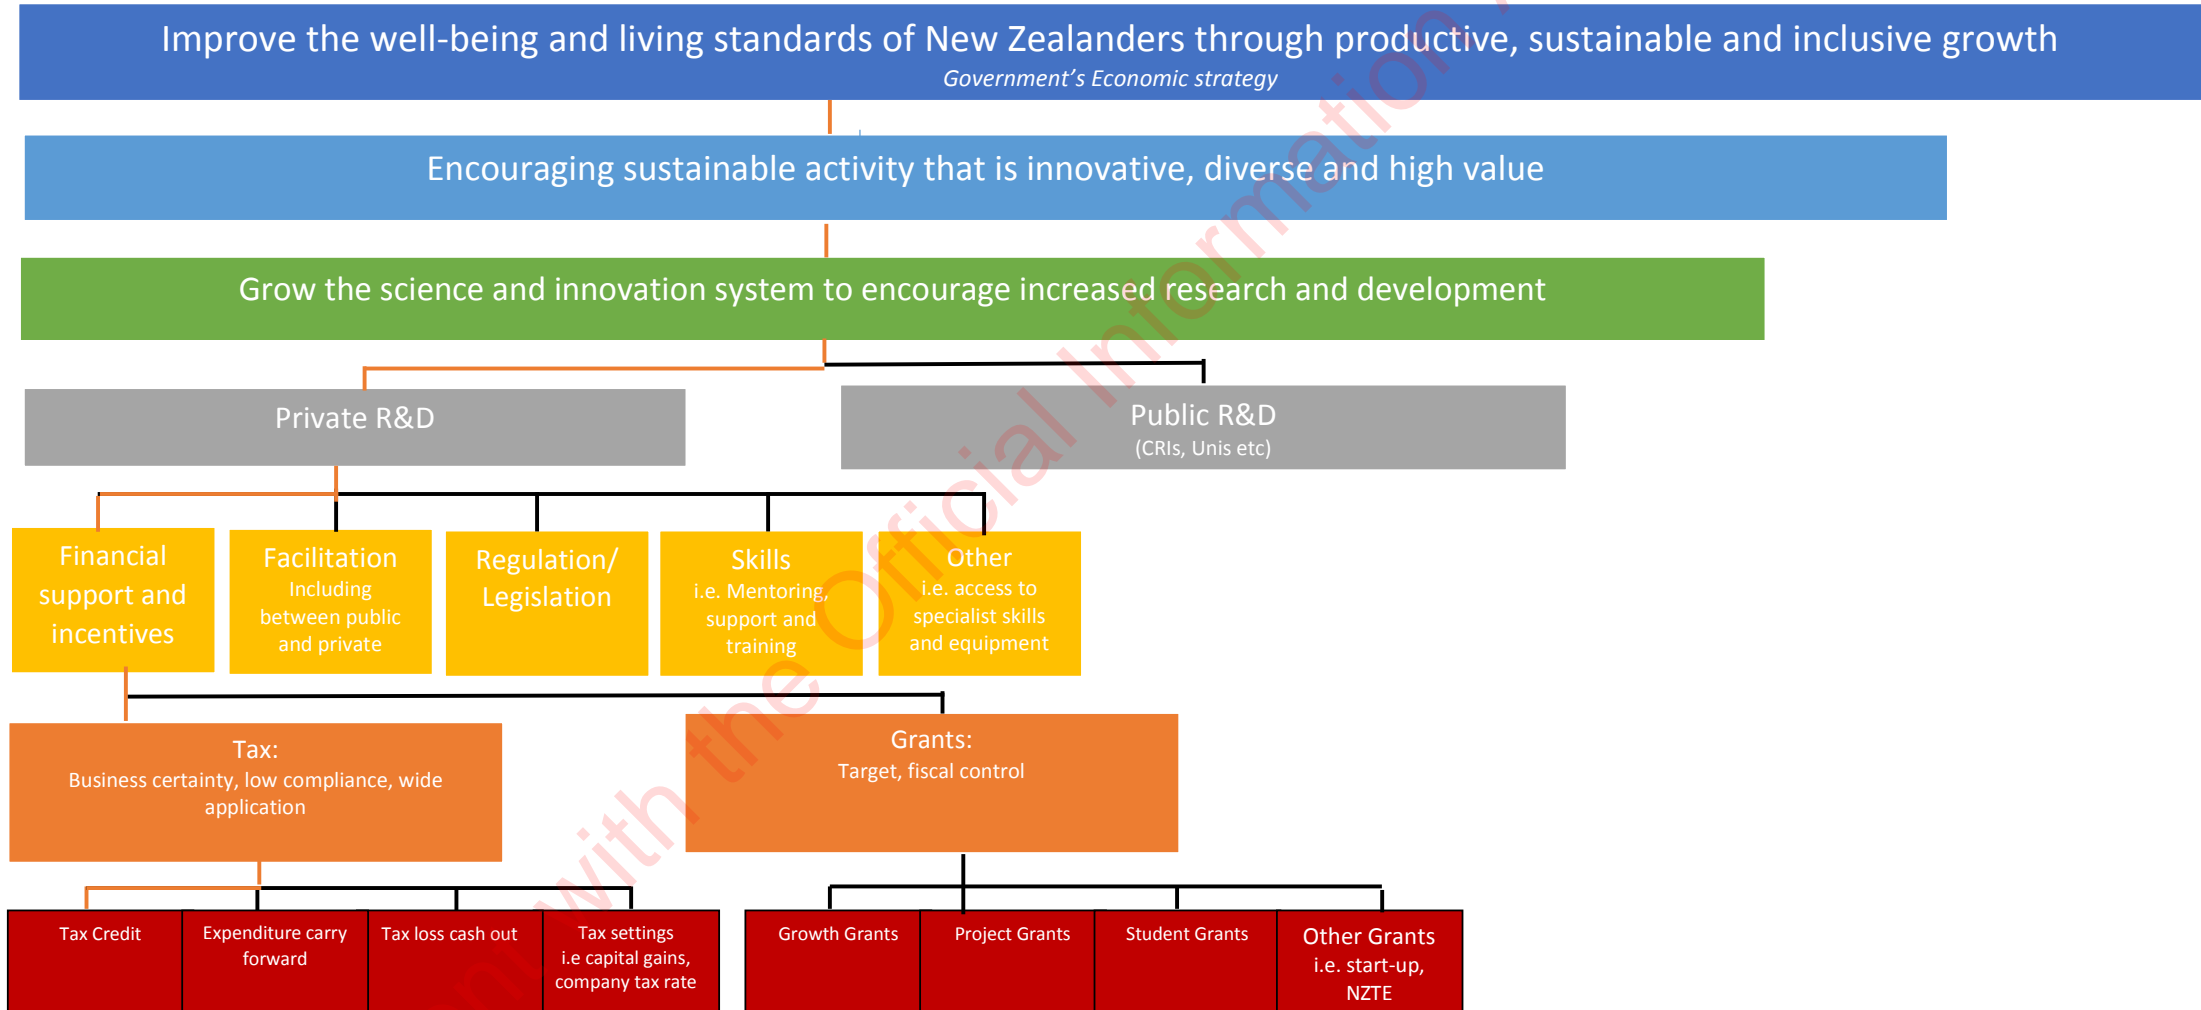 Improve the well-being and living standards of New Zealanders through productive, sustainable and inclusive growth
Government's Economic strategy
Encouraging sustainable activity that is innovative, diverse and high value
Grow the science and innovation system to encourage increased research and development
Private R&D
Public R&D
(CRIs, Unis etc)
Financial
support and
incentives
Facilitation
Including
between public
and private
Regulation/
Legislation
Skills
i.e. Mentoring,
support and
training
Other
i.e. access to
specialist skills
and equipment
Tax:
Business certainty, low compliance, wide
application
Grants:
Target, fiscal control
Tax Credit
Expenditure carry
forward
Tax loss cash out
Tax settings
i.e capital gains,
company tax rate
Growth Grants
Project Grants
Student Grants
Other Grants
i.e. start-up,
NZTE
with the Official Information